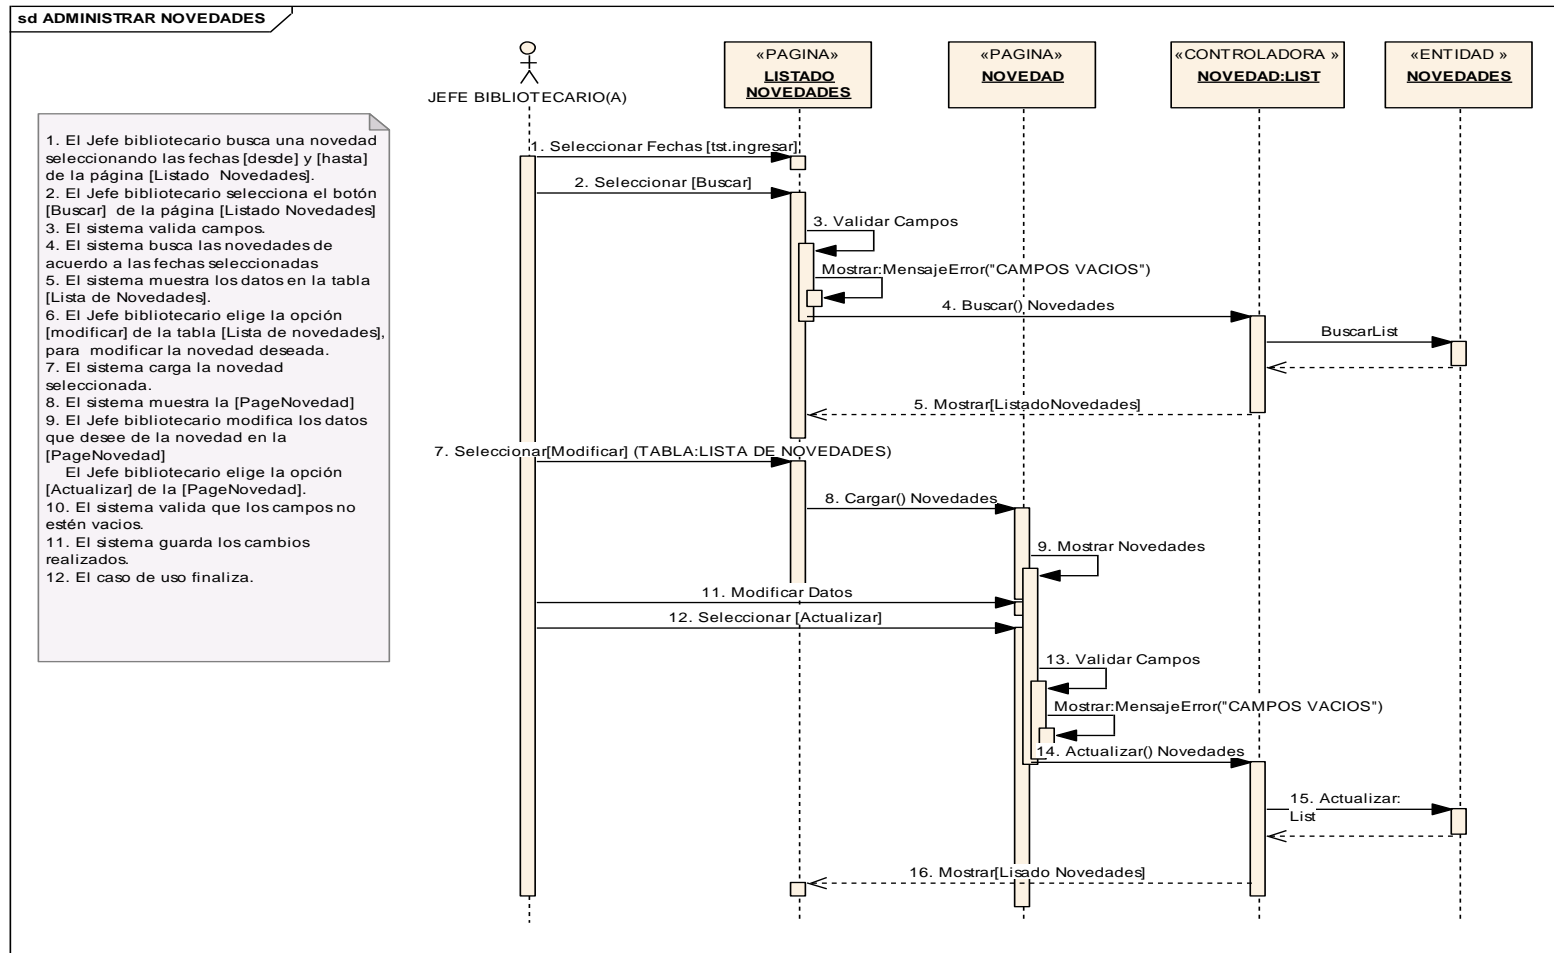 sd ADMINISTRAR NOVEDADES
JEFE BIBLIOTECARIO(A)
«PAGINA»
LISTADO
NOVEDADES
«PAGINA»
NOVEDAD
«CONTROLADORA »
NOVEDAD:LIST
«ENTIDAD »
NOVEDADES
1. El Jefe bibliotecario busca una novedad
seleccionando las fechas [desde] y [hasta]
de la página [Listado  Novedades].
2. El Jefe bibliotecario selecciona el botón
[Buscar]  de la página [Listado Novedades]
3. El sistema valida campos.
4. El sistema busca las novedades de
acuerdo a las fechas seleccionadas
5. El sistema muestra los datos en la tabla
[Lista de Novedades].
6. El Jefe bibliotecario elige la opción
[modificar] de la tabla [Lista de novedades],
para  modificar la novedad deseada.
7. El sistema carga la novedad
seleccionada.
8. El sistema muestra la [PageNovedad]
9. El Jefe bibliotecario modifica los datos
que desee de la novedad en la
[PageNovedad]
El Jefe bibliotecario elige la opción
[Actualizar] de la [PageNovedad].
10. El sistema valida que los campos no
estén vacios.
11. El sistema guarda los cambios
realizados.
12. El caso de uso finaliza.
1. Seleccionar Fechas [tst.ingresar]
2. Seleccionar [Buscar]
3. Validar Campos
Mostrar:MensajeError("CAMPOS VACIOS")
4. Buscar() Novedades
BuscarList
5. Mostrar[ListadoNovedades]
7. Seleccionar[Modificar] (TABLA:LISTA DE NOVEDADES)
8. Cargar() Novedades
9. Mostrar Novedades
11. Modificar Datos
12. Seleccionar [Actualizar]
13. Validar Campos
Mostrar:MensajeError("CAMPOS VACIOS")
14. Actualizar() Novedades
15. Actualizar:
List
16. Mostrar[Lisado Novedades]